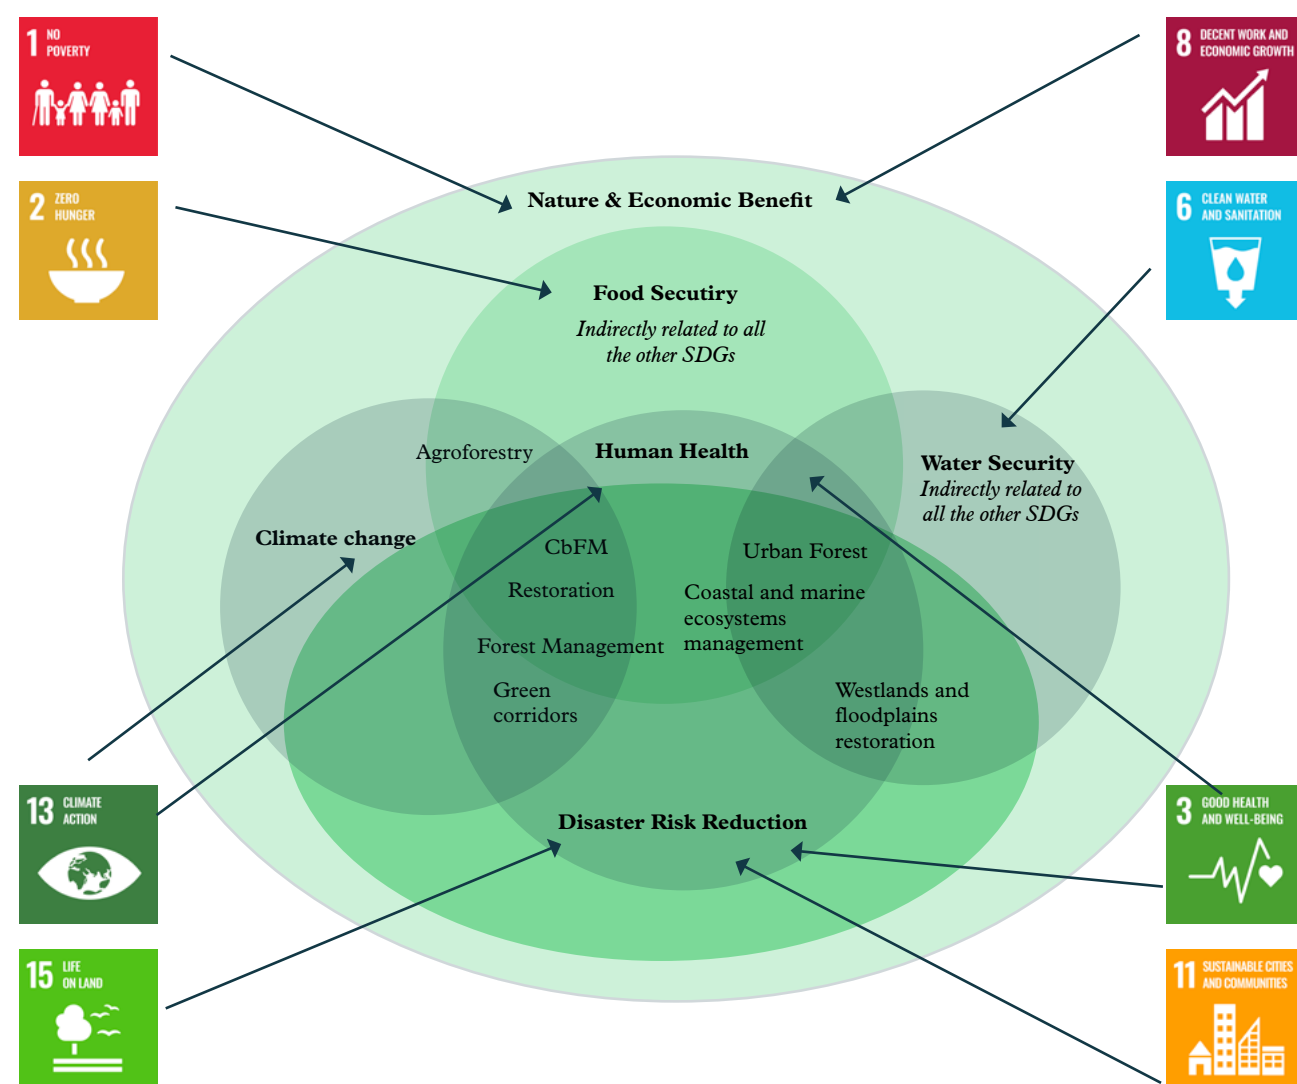 1 NO
POVERTY
8 DECENT WORK AND
ECONOMIC GROWTH
2 ZERO
HUNGER
6 CLEAN WATER
AND SANITATION
Nature & Economic Benefit
Food Secutiry
Indirectly related to all
the other SDGs
Agroforestry
Human Health
Water Security
Indirectly related to
all the other SDGs
Climate change
CbFM
Restoration
Forest Management
Green
corridors
Urban Forest
Coastal and marine
ecosystems
management
Westlands and
floodplains
restoration
Disaster Risk Reduction
13 CLIMATE
ACTION
3 GOOD HEALTH
AND WELL-BEING
15 LIFE
ON LAND
11 SUSTAINABLE CITIES
AND COMMUNITIES